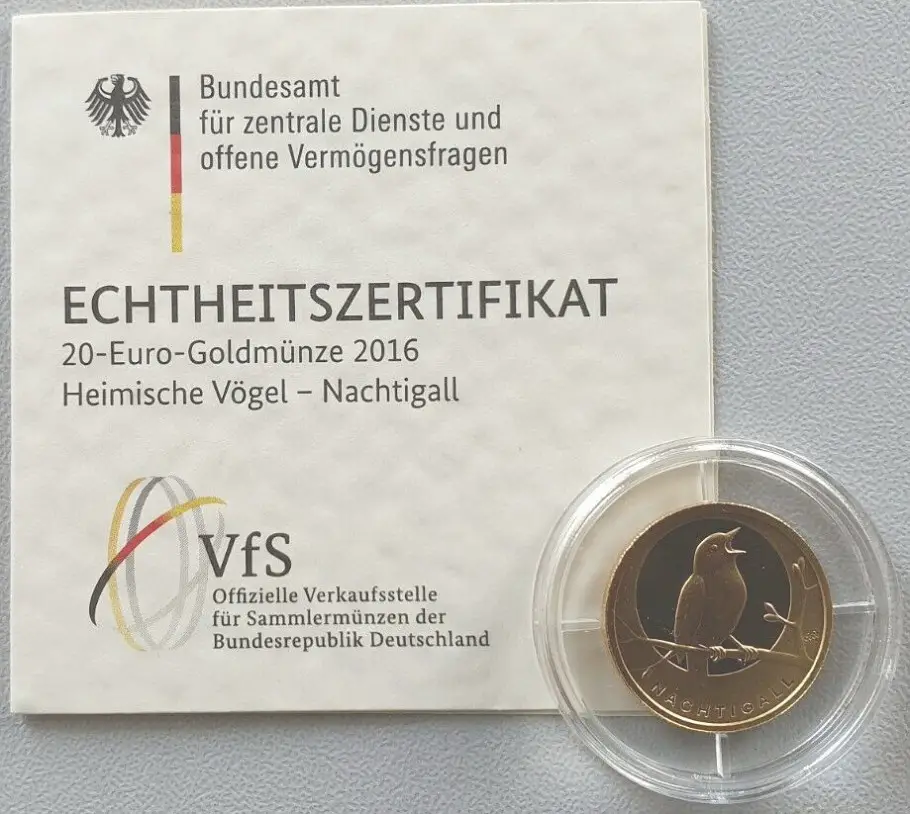 Bundesamt
für zentrale Dienste und
offene Vermögensfragen
ECHTHEITSZERTIFIKAT
20-Euro-Goldmünze 2016
Heimische Vögel – Nachtigall
VfS
Offizielle Verkaufsstelle
für Sammlermünzen der
Bundesrepublik Deutschland
NACHTIGALL